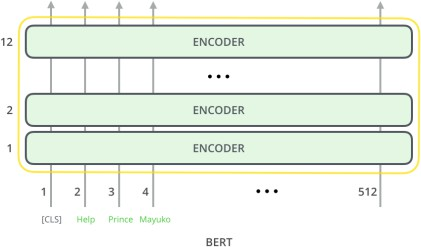 12 ENCODER
...
2 ENCODER
1 ENCODER
1 2 3 4 ... 512
[CLS] Help Prince Mayuko
BERT